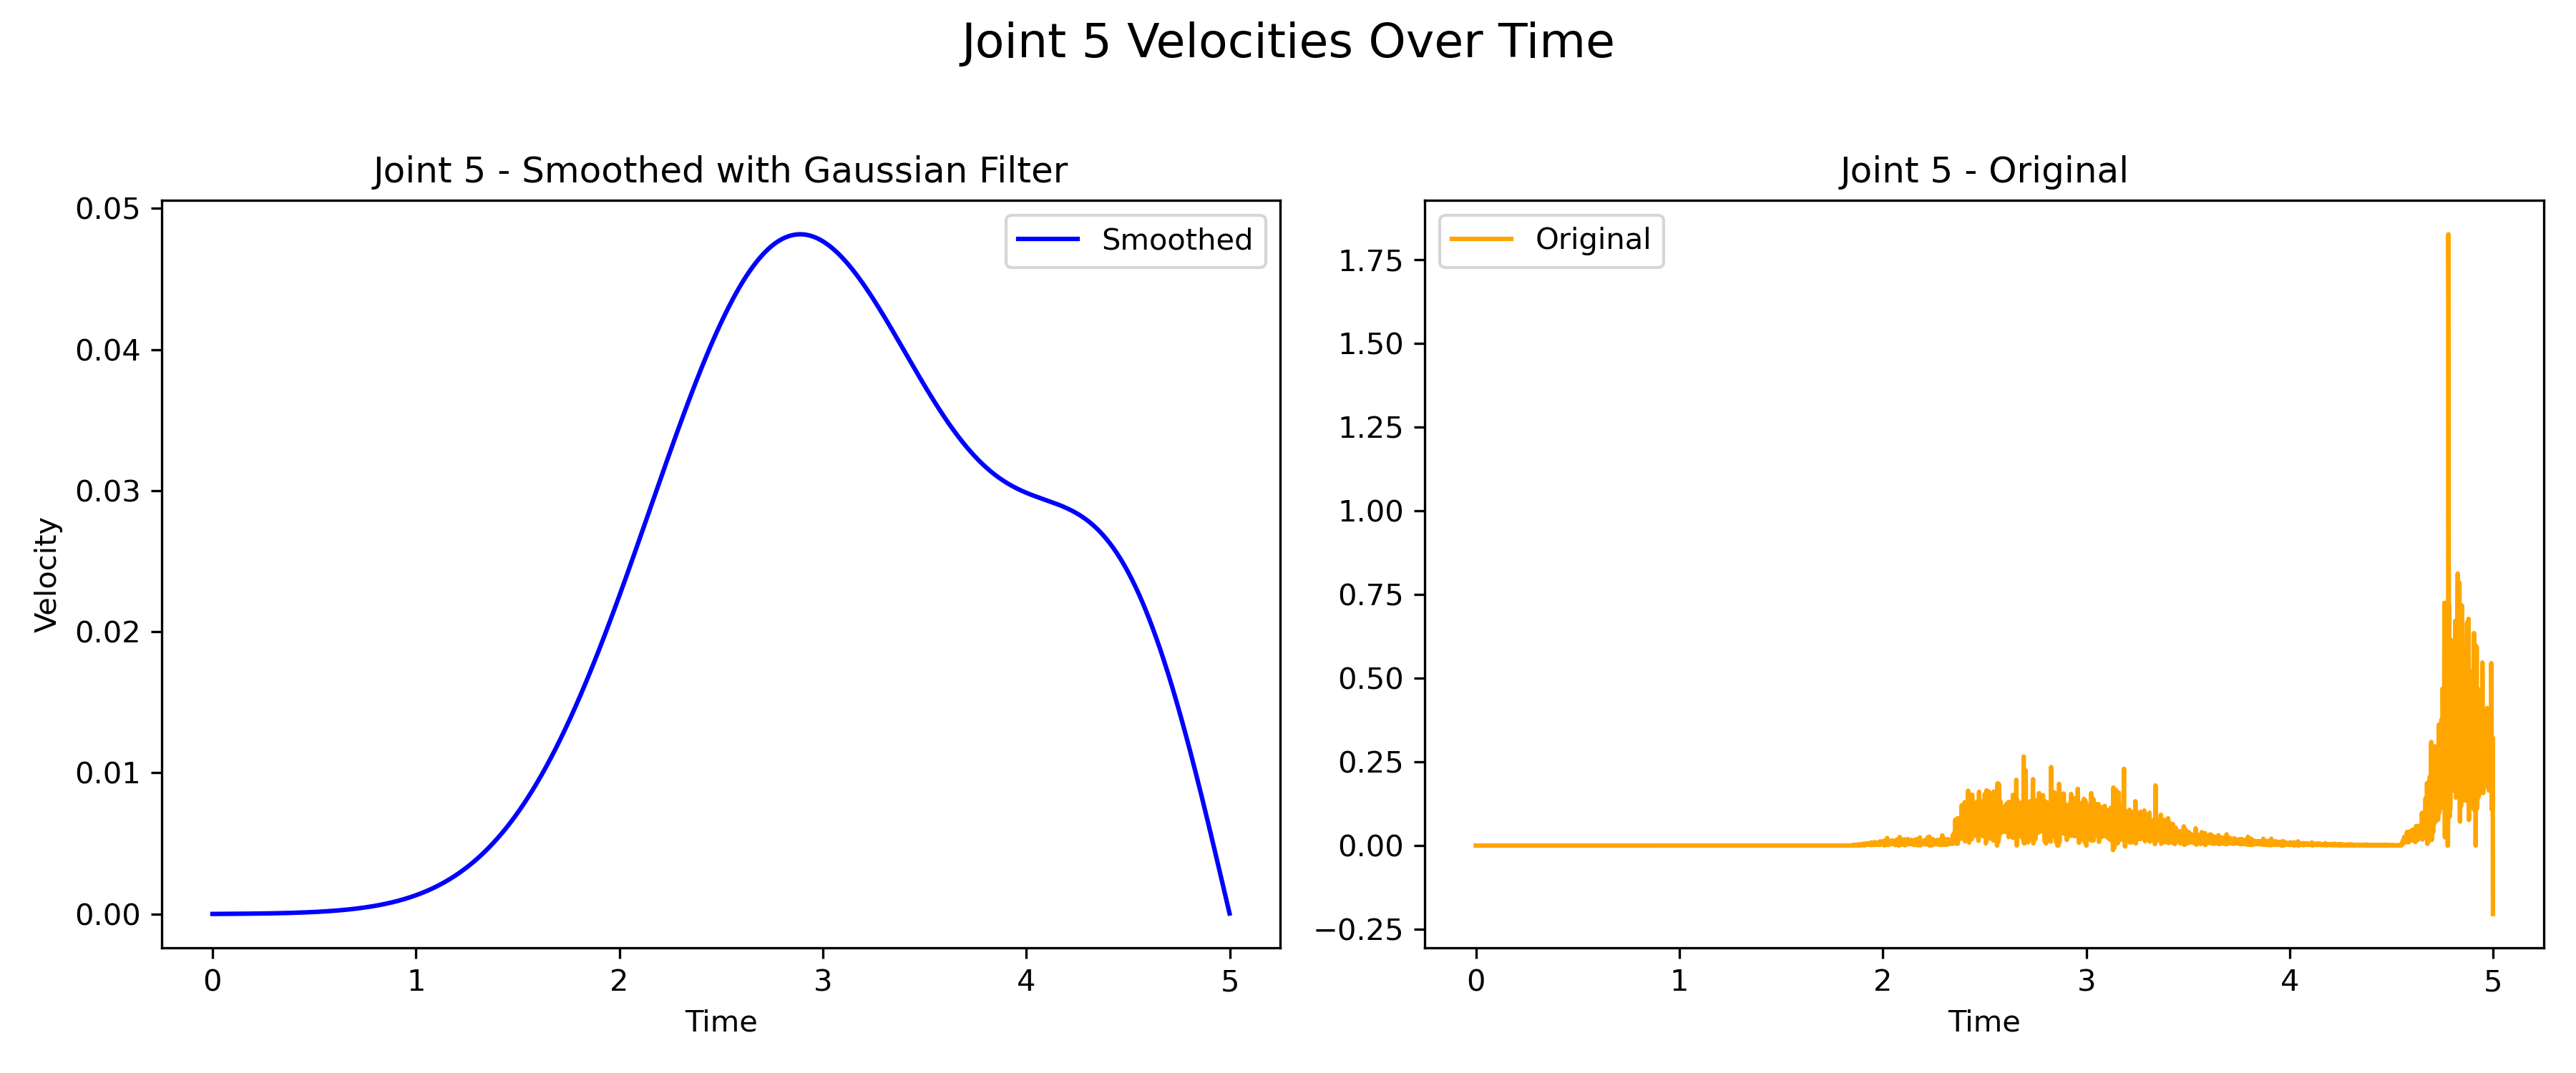 Joint 5 Velocities Over Time
Joint 5 - Smoothed with Gaussian Filter
Smoothed
0.05
0.04
0.03
0.02
0.01
0.00
Velocity
0 1 2 3 4 5
Time
Joint 5 - Original
Original
1.75
1.50
1.25
1.00
0.75
0.50
0.25
0.00
−0.25
0 1 2 3 4 5
Time